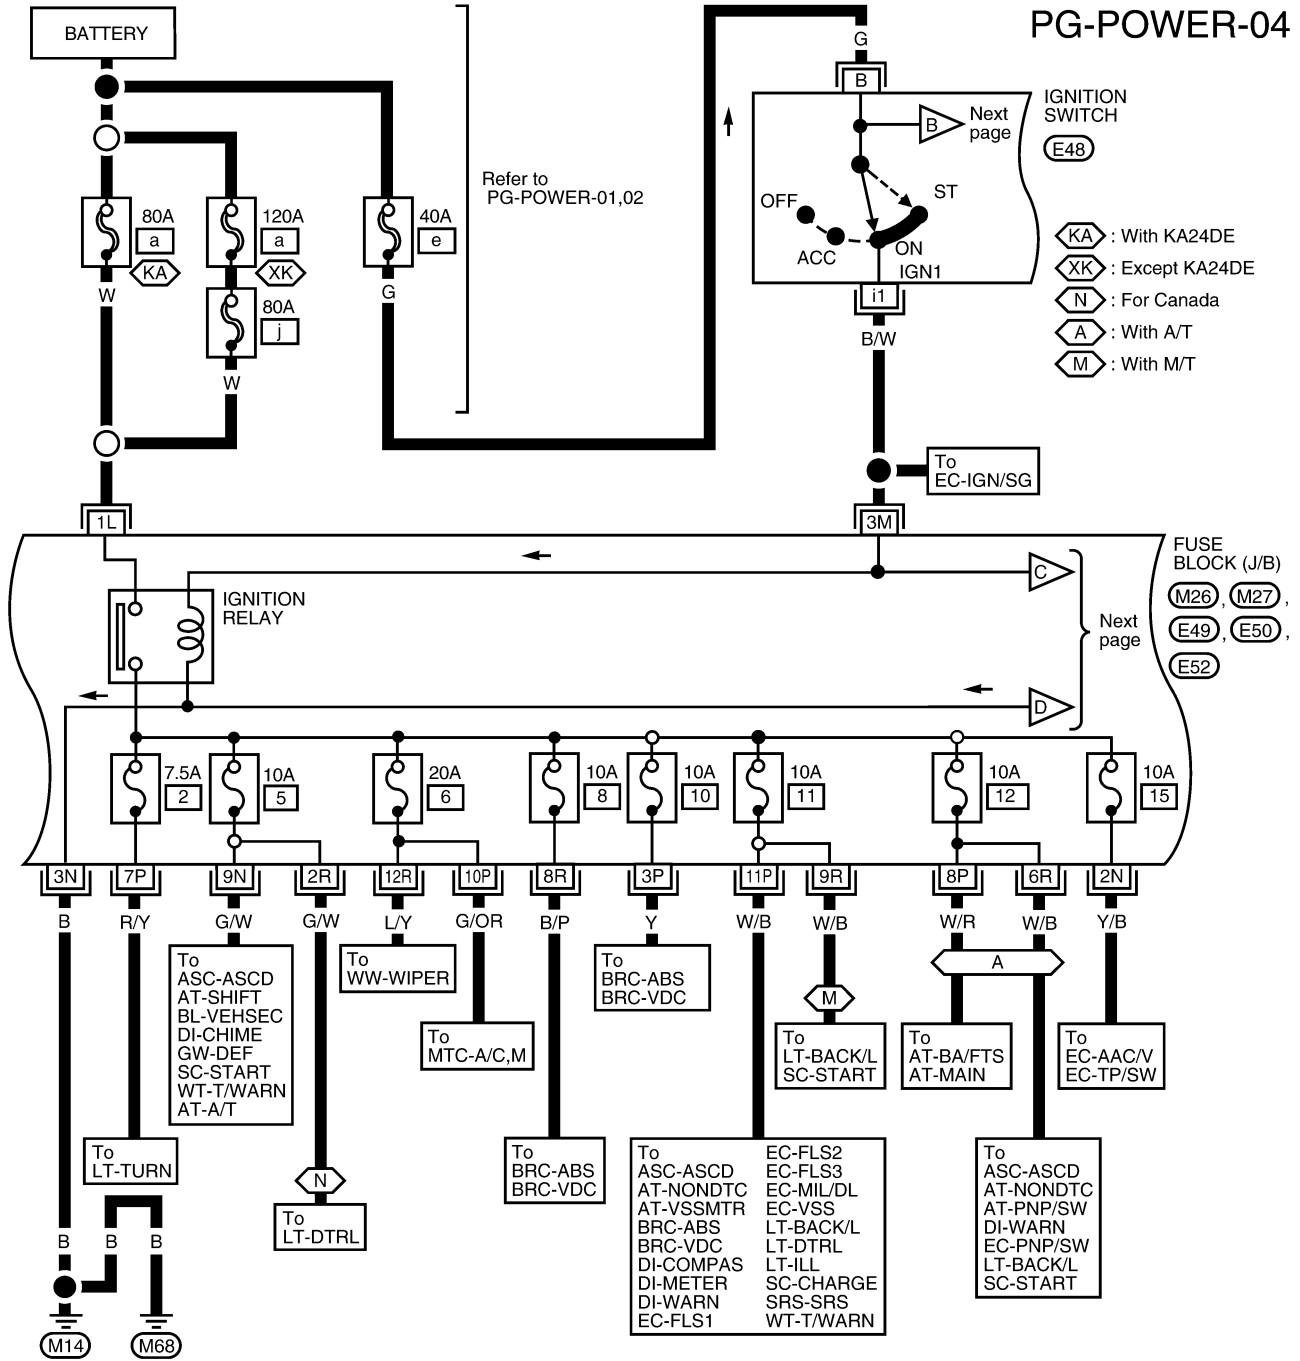 PG-POWER-04
BATTERY
80A
a
KA
W
120A
a
XK
80A
j
W
40A
e
G
Refer to
PG-POWER-01,02
G
B
B
Next
page
IGNITION
SWITCH
E48
OFF
ACC
ST
ON
IGN1
i1
B/W
KA : With KA24DE
XK : Except KA24DE
N : For Canada
A : With A/T
M : With M/T
To
EC-IGN/SG
1L
3M
FUSE
BLOCK (J/B)
M26 , M27 ,
E49 , E50 ,
E52
IGNITION
RELAY
C
D
Next
page
7.5A
2
10A
5
20A
6
10A
8
10A
10
10A
11
10A
12
10A
15
3N 7P 9N 2R 12R 10P 8R 3P 11P 9R 8P 6R 2N
B R/Y G/W G/W L/Y G/OR B/P Y W/B W/B W/R W/B Y/B
To
ASC-ASCD
AT-SHIFT
BL-VEHSEC
DI-CHIME
GW-DEF
SC-START
WT-T/WARN
AT-A/T
To
WW-WIPER
To
MTC-A/C,M
To
BRC-ABS
BRC-VDC
A
M
To
LT-BACK/L
SC-START
To
AT-BA/FTS
AT-MAIN
To
EC-AAC/V
EC-TP/SW
To
LT-TURN
N
To
LT-DTRL
To
BRC-ABS
BRC-VDC
To
ASC-ASCD
AT-NONDTC
AT-VSSMTR
BRC-ABS
BRC-VDC
DI-COMPAS
DI-METER
DI-WARN
EC-FLS1
EC-FLS2
EC-FLS3
EC-MIL/DL
EC-VSS
LT-BACK/L
LT-DTRL
LT-ILL
SC-CHARGE
SRS-SRS
WT-T/WARN
To
ASC-ASCD
AT-NONDTC
AT-PNP/SW
DI-WARN
EC-PNP/SW
LT-BACK/L
SC-START
B B B
M14 M68